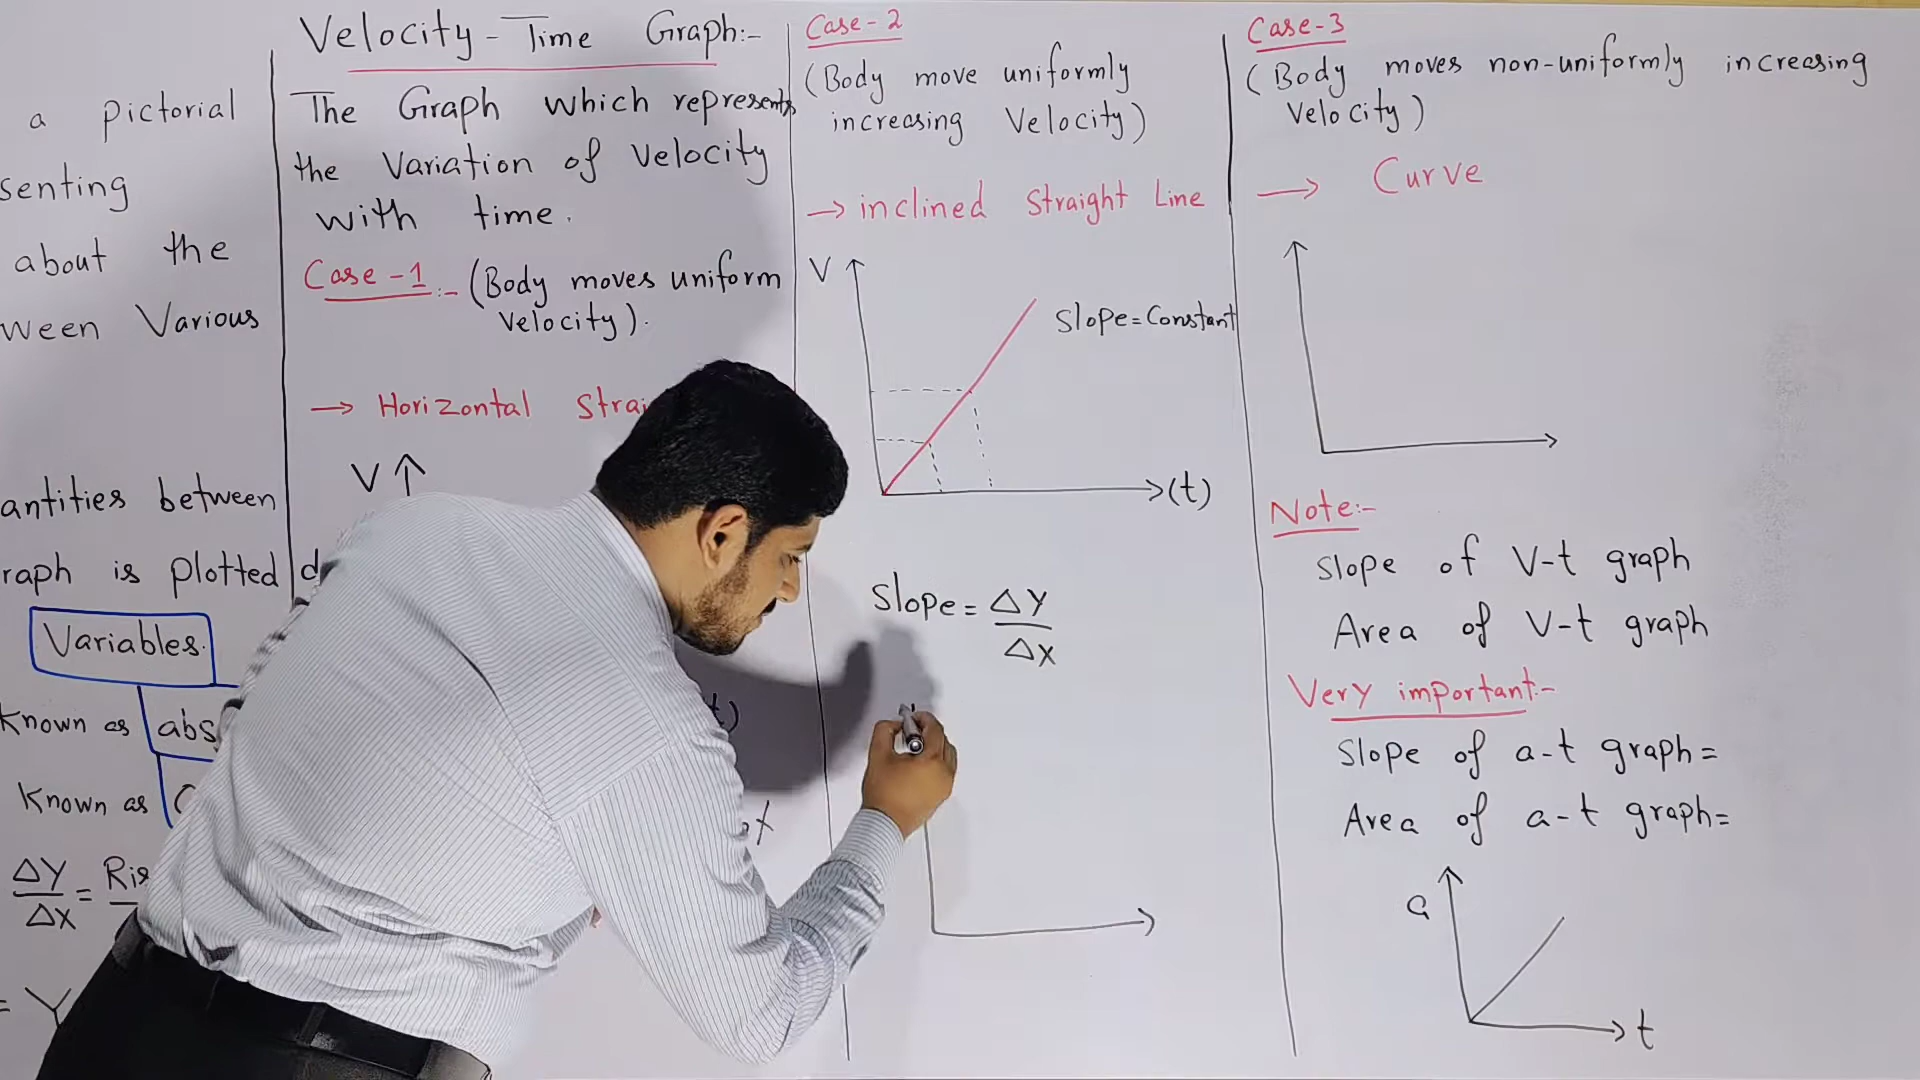 a pictorial
senting
about the
ween Various
antities between
raph is plotted
Variables.
Known as abs
Known as
ΔY = Ris
ΔX
= Y
Velocity - Time Graph:-
The Graph which represents
the Variation of Velocity
with time.
Case -1 :- (Body moves uniform
Velocity).
→ Horizontal Strai
V
t)
Case - 2
(Body move uniformly
increasing Velocity)
→ inclined Straight Line
V
Slope = Constant
(t)
Slope = ΔY
ΔX
Case-3
(Body moves non-uniformly increasing
Velocity)
→ Curve
Note:-
Slope of V-t graph
Area of V-t graph
Very important:-
Slope of a-t graph=
Area of a-t graph=
a
t